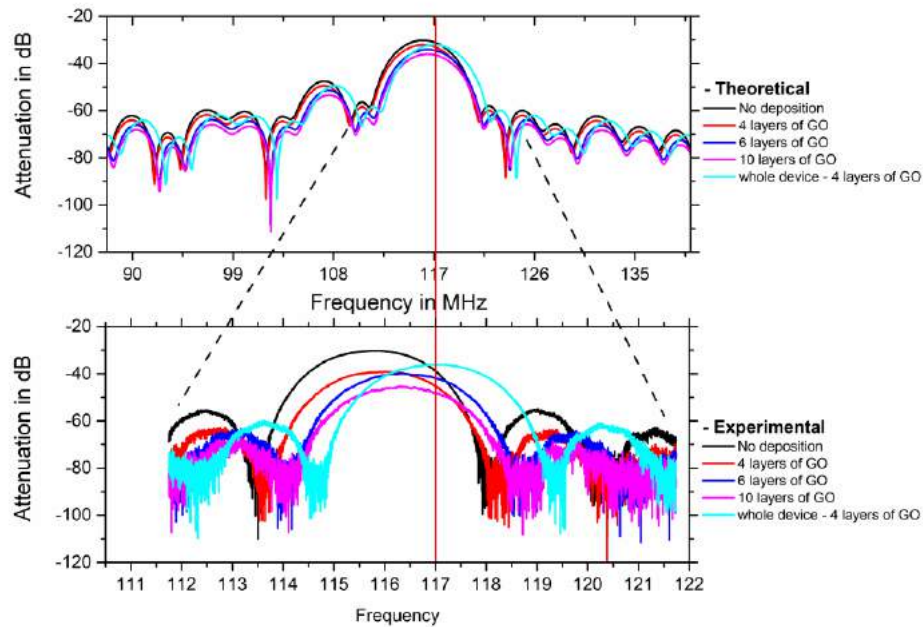 -20
-40
-60
-80
-100
-120
Attenuation in dB
90 99 108 117 126 135
Frequency in MHz
- Theoretical
No deposition
4 layers of GO
6 layers of GO
10 layers of GO
whole device - 4 layers of GO
-20
-40
-60
-80
-100
-120
Attenuation in dB
111 112 113 114 115 116 117 118 119 120 121 122
Frequency
- Experimental
No deposition
4 layers of GO
6 layers of GO
10 layers of GO
whole device - 4 layers of GO